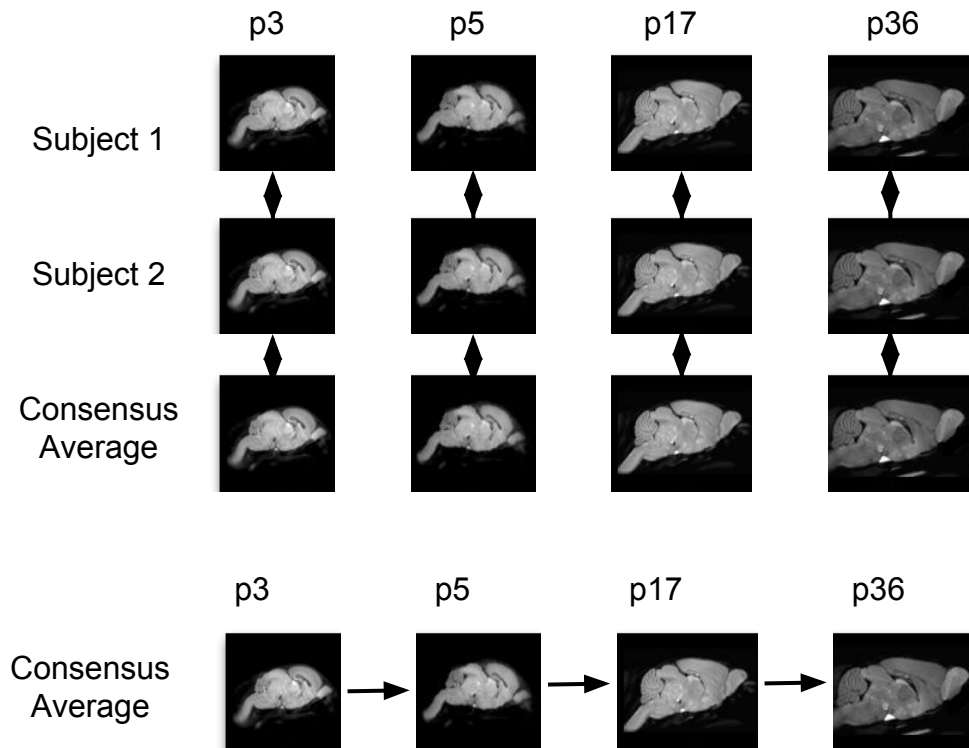 p3 p5 p17 p36
Subject 1
Subject 2
Consensus
Average
p3 p5 p17 p36
Consensus
Average